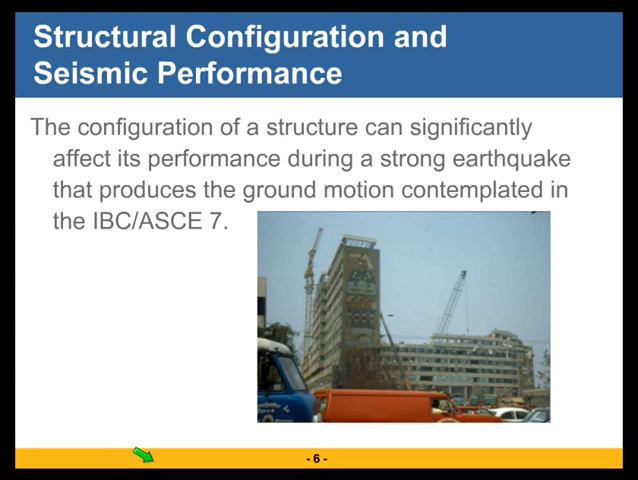 Structural Configuration and
Seismic Performance
The configuration of a structure can significantly
affect its performance during a strong earthquake
that produces the ground motion contemplated in
the IBC/ASCE 7.
- 6 -